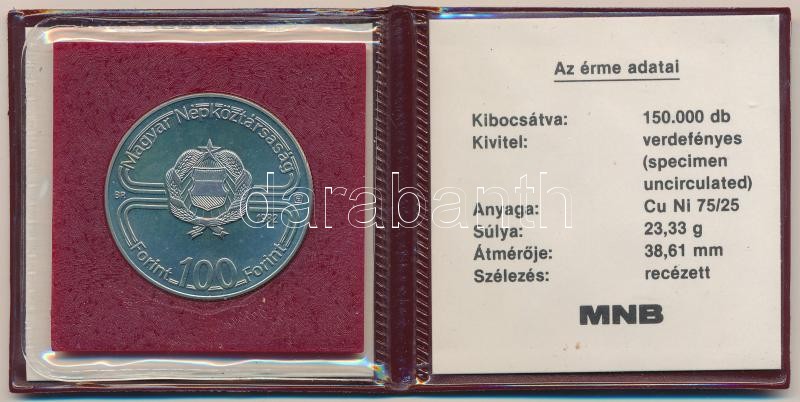 Magyar Népköztársaság
BP.
1982
Forint 100 Forint
darabanth
Az érme adatai
Kibocsátva: 150.000 db
Kivitel: verdefényes
(specimen
uncirculated)
Anyaga: Cu Ni 75/25
Súlya: 23,33 g
Átmérője: 38,61 mm
Szélezés: recézett
MNB